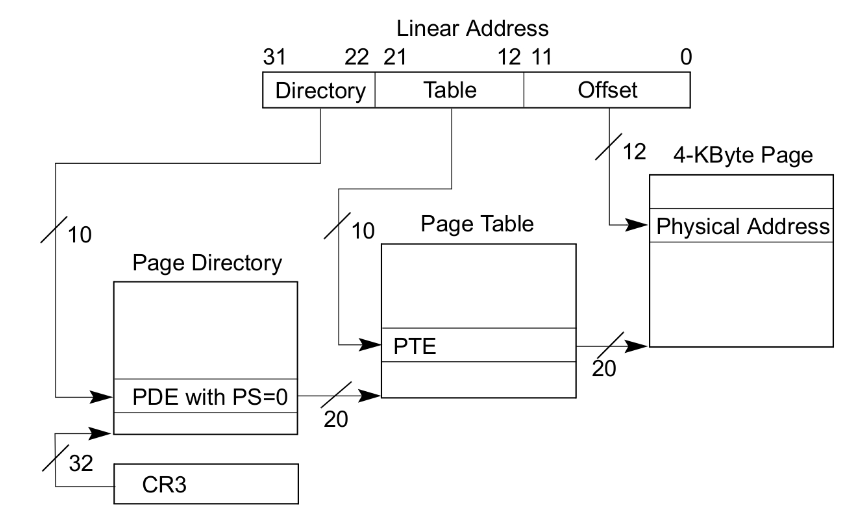 Linear Address
31 22 21 12 11 0
Directory Table Offset
12
4-KByte Page
Physical Address
10
10
Page Table
Page Directory
PTE
20
PDE with PS=0
20
32
CR3